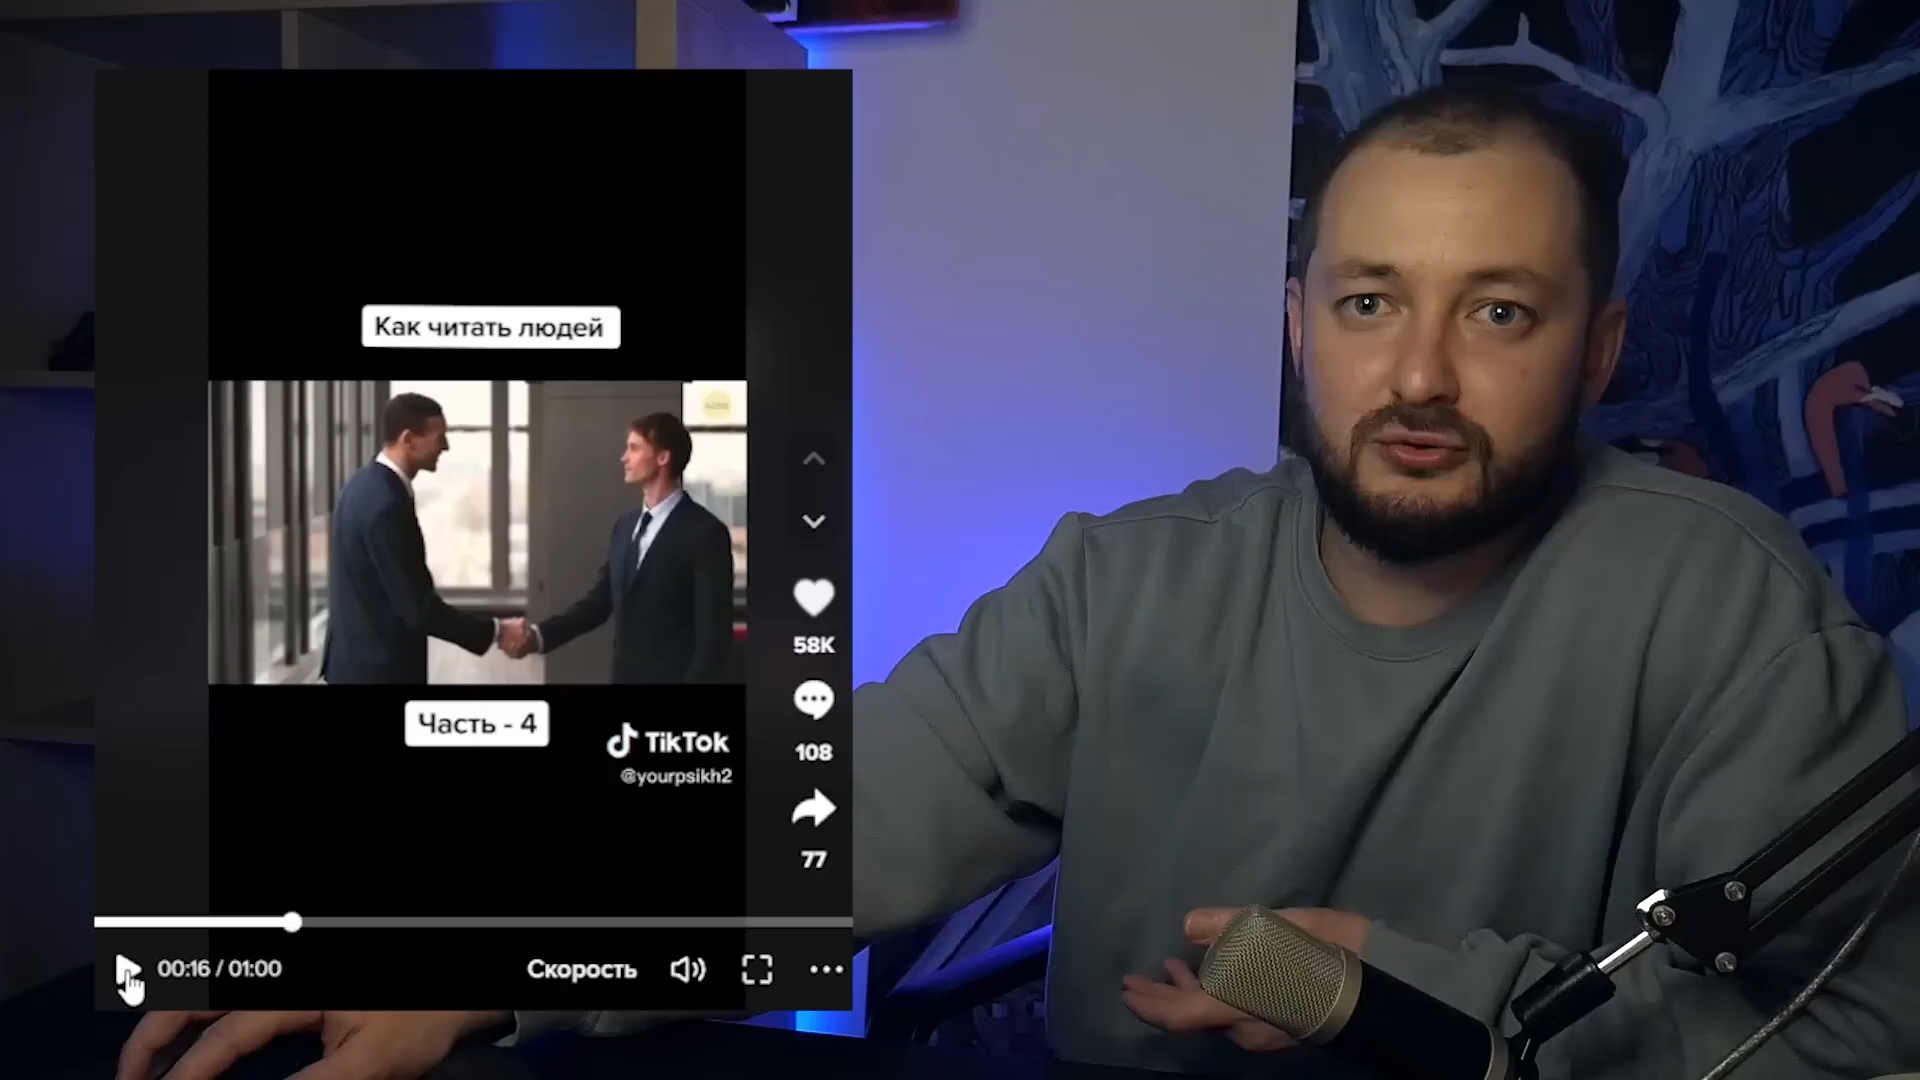 Как читать людей
Часть - 4
TikTok
@yourpsikh2
58K
108
77
00:16 / 01:00
Скорость